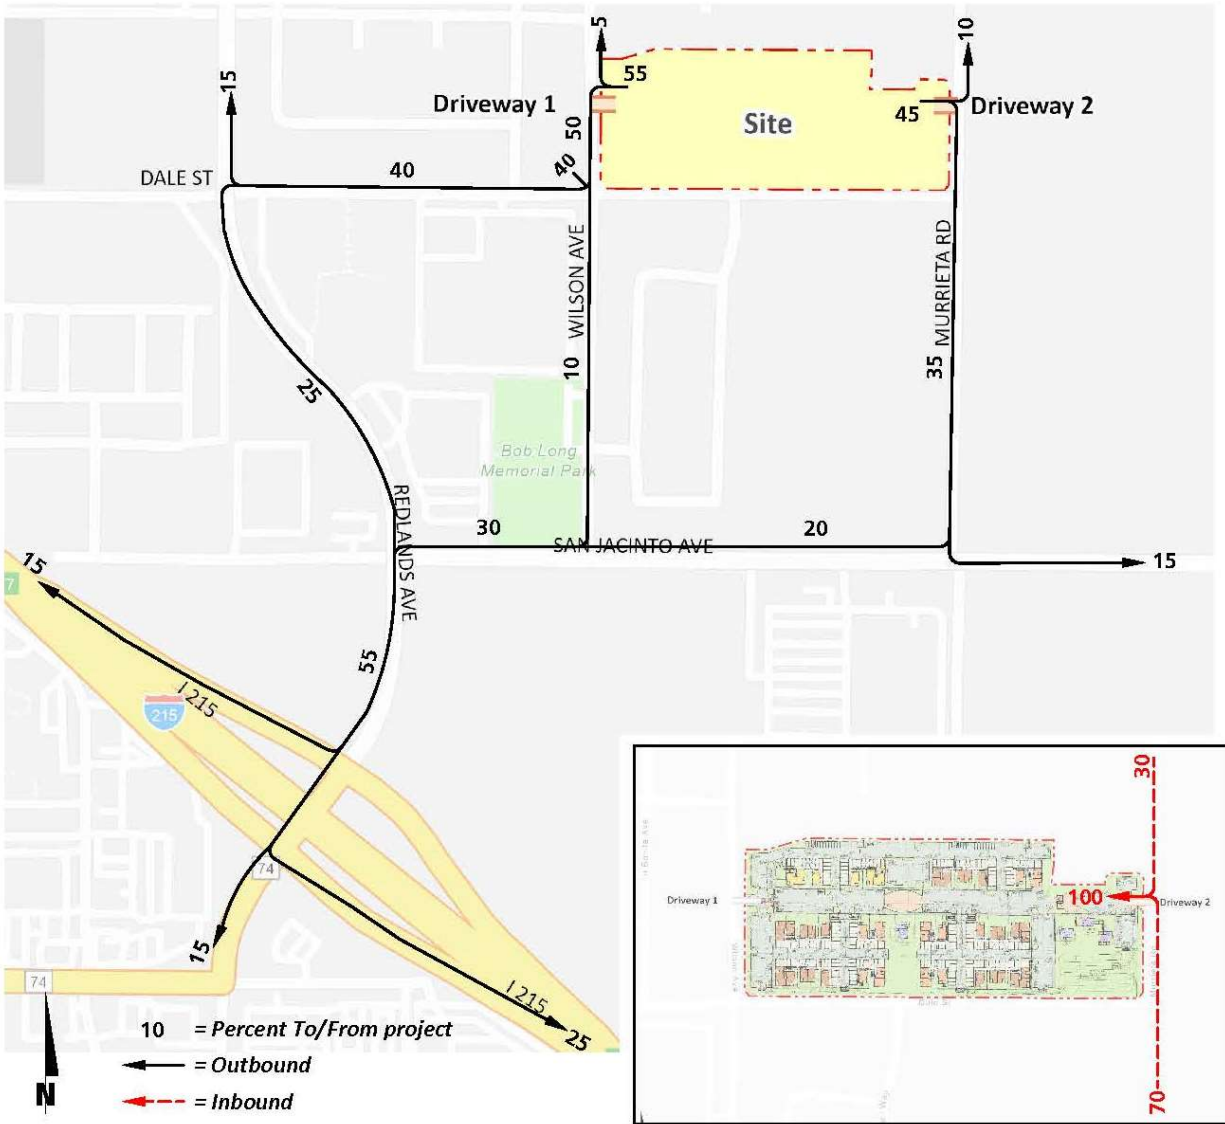 5
10
15
55
Driveway 1
Site
45
Driveway 2
50
40
40
DALE ST
WILSON AVE
MURRIETA RD
10
35
25
Bob Long
Memorial Park
REDLANDS AVE
30
20
SAN JACINTO AVE
15
15
7
55
I 215
215
74
15
I 215
25
74
10 = Percent To/From project
= Outbound
= Inbound
N
30
100
Driveway 1
Driveway 2
70